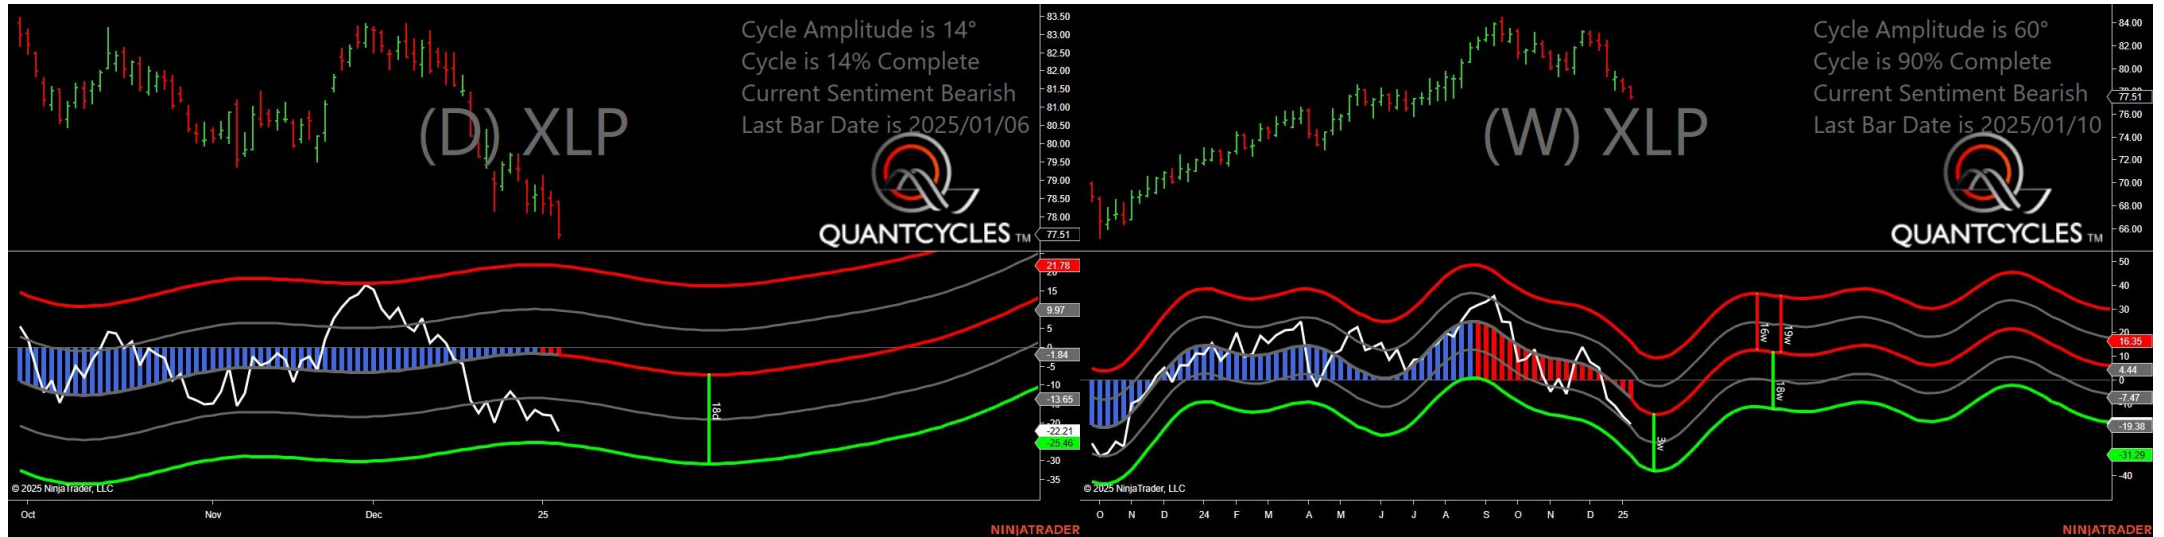 Cycle Amplitude is 14°
Cycle is 14% Complete
Current Sentiment Bearish
Last Bar Date is 2025/01/06
(D) XLP
QUANTCYCLES TM
83.50
83.00
82.50
82.00
81.50
81.00
80.50
80.00
79.50
79.00
78.50
78.00
77.51
21.78
20
15
9.97
5
0
-1.84
-5
-10
-13.65
-20
-22.21
-25.46
-30
-35
18d
© 2025 NinjaTrader, LLC
Oct
Nov
Dec
25
NINJATRADER
Cycle Amplitude is 60°
Cycle is 90% Complete
Current Sentiment Bearish
Last Bar Date is 2025/01/10
(W) XLP
QUANTCYCLES TM
84.00
82.00
80.00
77.51
76.00
74.00
72.00
70.00
68.00
66.00
50
40
30
20
16.35
10
4.44
0
-7.47
-19.38
-31.29
-40
16w
19w
18w
3w
© 2025 NinjaTrader, LLC
O N D 24 F M A M J J A S O N D 25
NINJATRADER